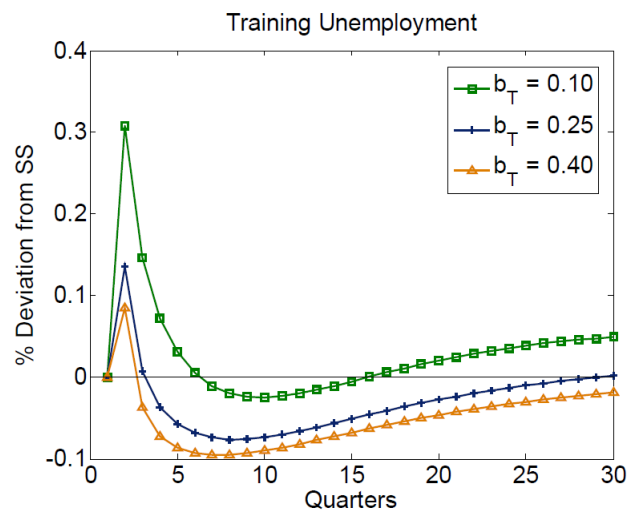 Training Unemployment
0.4
0.3
0.2
0.1
0
-0.1
% Deviation from SS
b_T = 0.10
b_T = 0.25
b_T = 0.40
0 5 10 15 20 25 30
Quarters